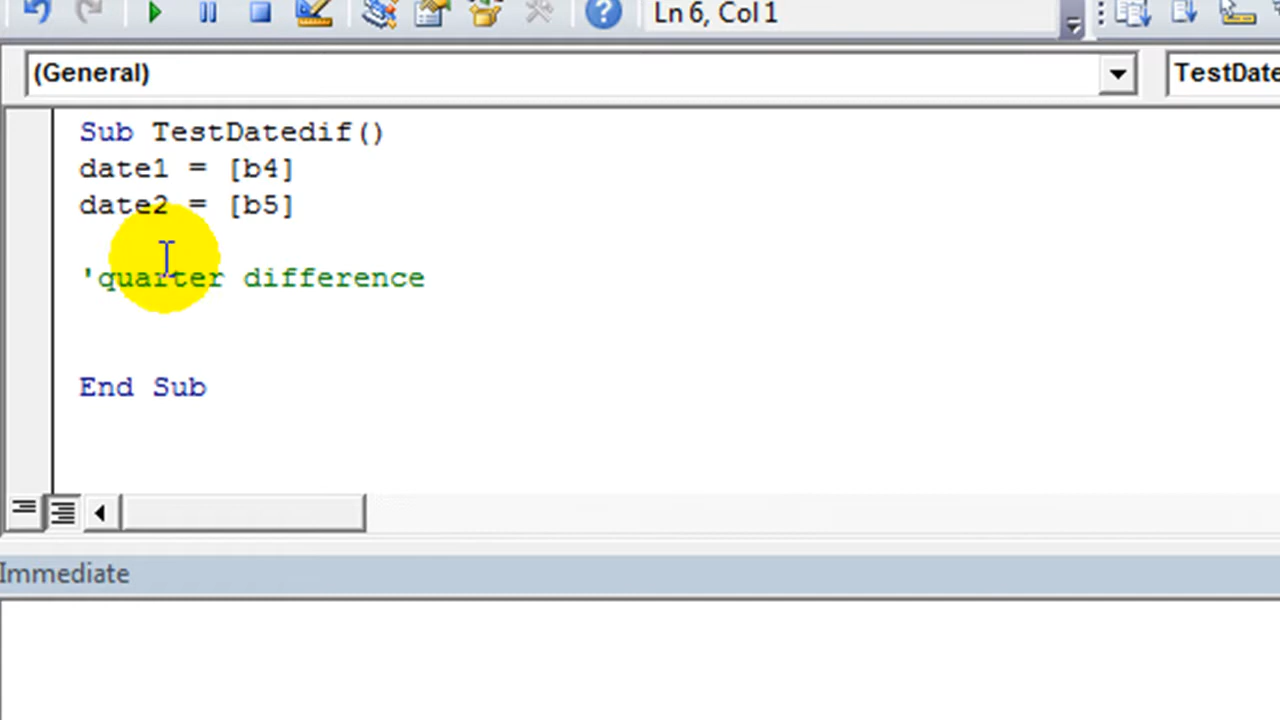 Ln 6, Col 1
(General)
TestDate
Sub TestDatedif()
date1 = [b4]
date2 = [b5]
'quarter difference
End Sub
Immediate